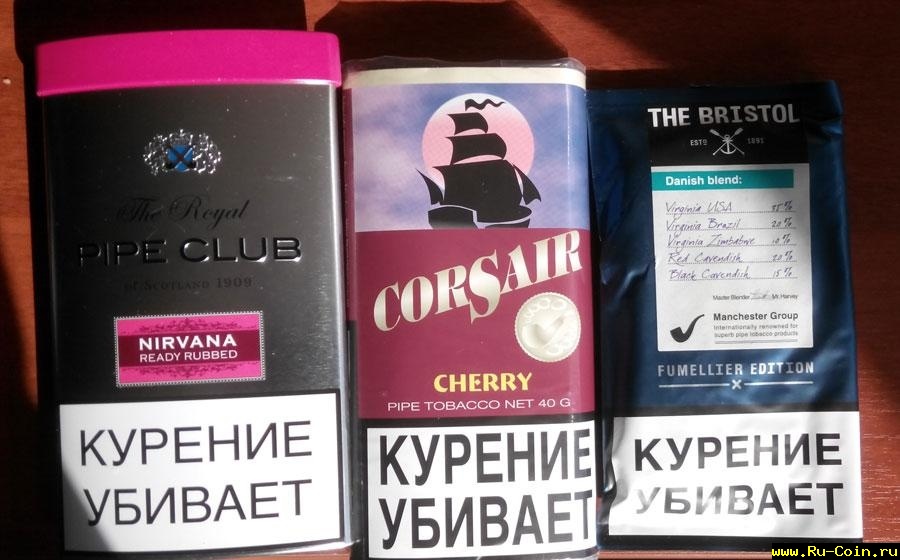 The Royal
PIPE CLUB
of SCOTLAND 1909
NIRVANA
READY RUBBED
КУРЕНИЕ
УБИВАЕТ
CORSAIR
CHERRY
PIPE TOBACCO NET 40 G
КУРЕНИЕ
УБИВАЕТ
THE BRISTOL
ESTD 1891
Danish blend:
Virginia USA 35%
Virginia Brazil 20%
Virginia Zimbabwe 10%
Red Cavendish 20%
Black Cavendish 15%
Master Blender Mr. Harvey
Manchester Group
Internationally renowned for
superb pipe tobacco products
FUMELLIER EDITION
КУРЕНИЕ
УБИВАЕТ
www.Ru-Coin.ru